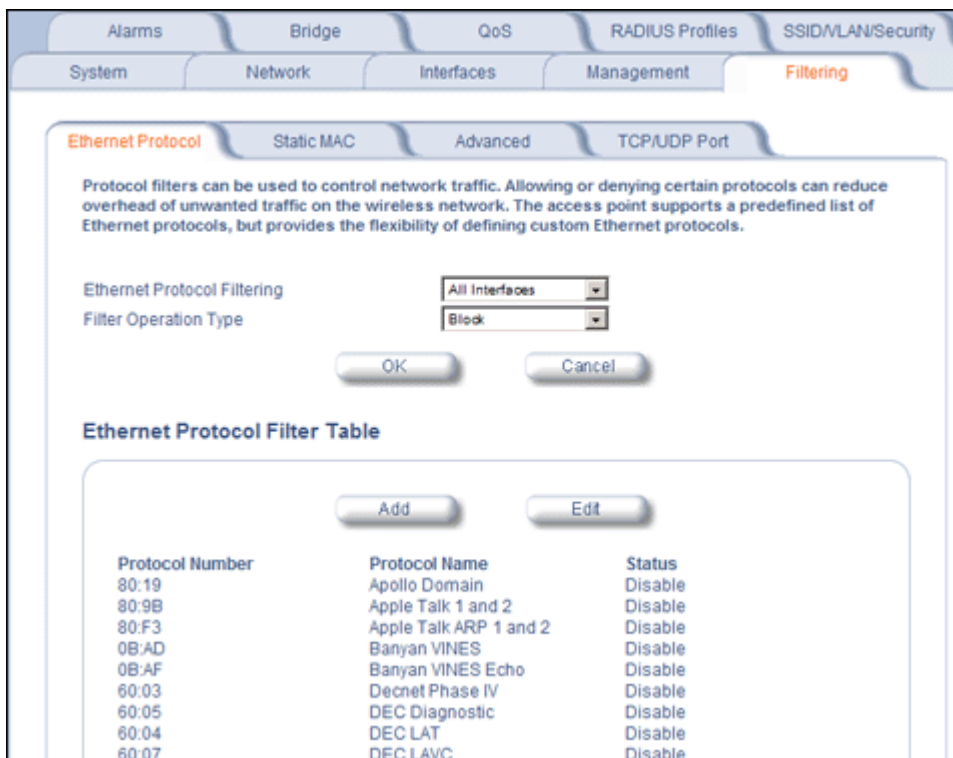 Alarms Bridge QoS RADIUS Profiles SSID/VLAN/Security
System Network Interfaces Management Filtering
Ethernet Protocol Static MAC Advanced TCP/UDP Port
Protocol filters can be used to control network traffic. Allowing or denying certain protocols can reduce
overhead of unwanted traffic on the wireless network. The access point supports a predefined list of
Ethernet protocols, but provides the flexibility of defining custom Ethernet protocols.
Ethernet Protocol Filtering All Interfaces
Filter Operation Type Block
OK Cancel
Ethernet Protocol Filter Table
Add Edit
Protocol Number Protocol Name Status
80:19 Apollo Domain Disable
80:9B Apple Talk 1 and 2 Disable
80:F3 Apple Talk ARP 1 and 2 Disable
0B:AD Banyan VINES Disable
0B:AF Banyan VINES Echo Disable
60:03 Decnet Phase IV Disable
60:05 DEC Diagnostic Disable
60:04 DEC LAT Disable
60:07 DEC LAVC Disable